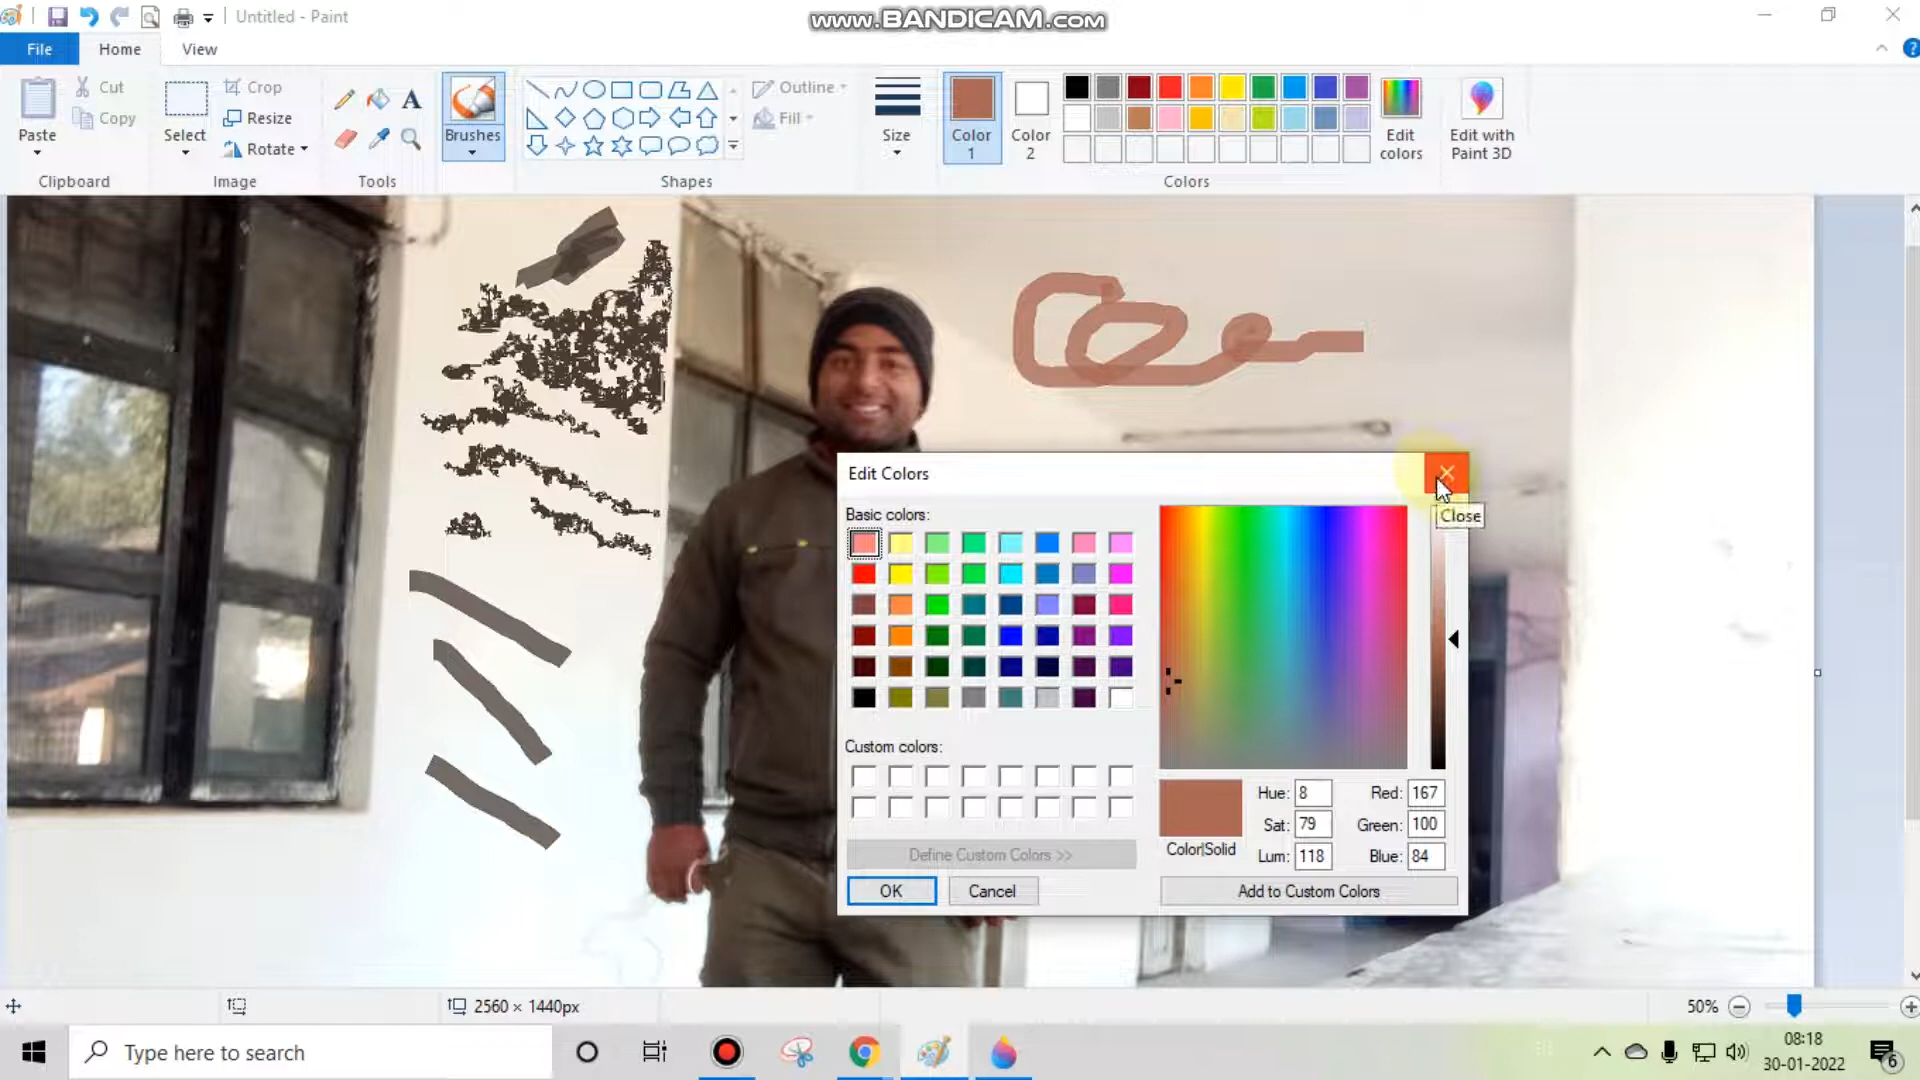 Untitled - Paint
www.BANDICAM.com
File
Home
View
Paste
Cut
Copy
Clipboard
Select
Crop
Resize
Rotate
Image
A
Tools
Brushes
Shapes
Outline
Fill
Size
Color 1
Color 2
Edit colors
Edit with Paint 3D
Colors
Edit Colors
Close
Basic colors:
Custom colors:
Define Custom Colors >>
OK
Cancel
Color|Solid
Hue: 8
Sat: 79
Lum: 118
Red: 167
Green: 100
Blue: 84
Add to Custom Colors
2560 × 1440px
50%
Type here to search
08:18
30-01-2022
6